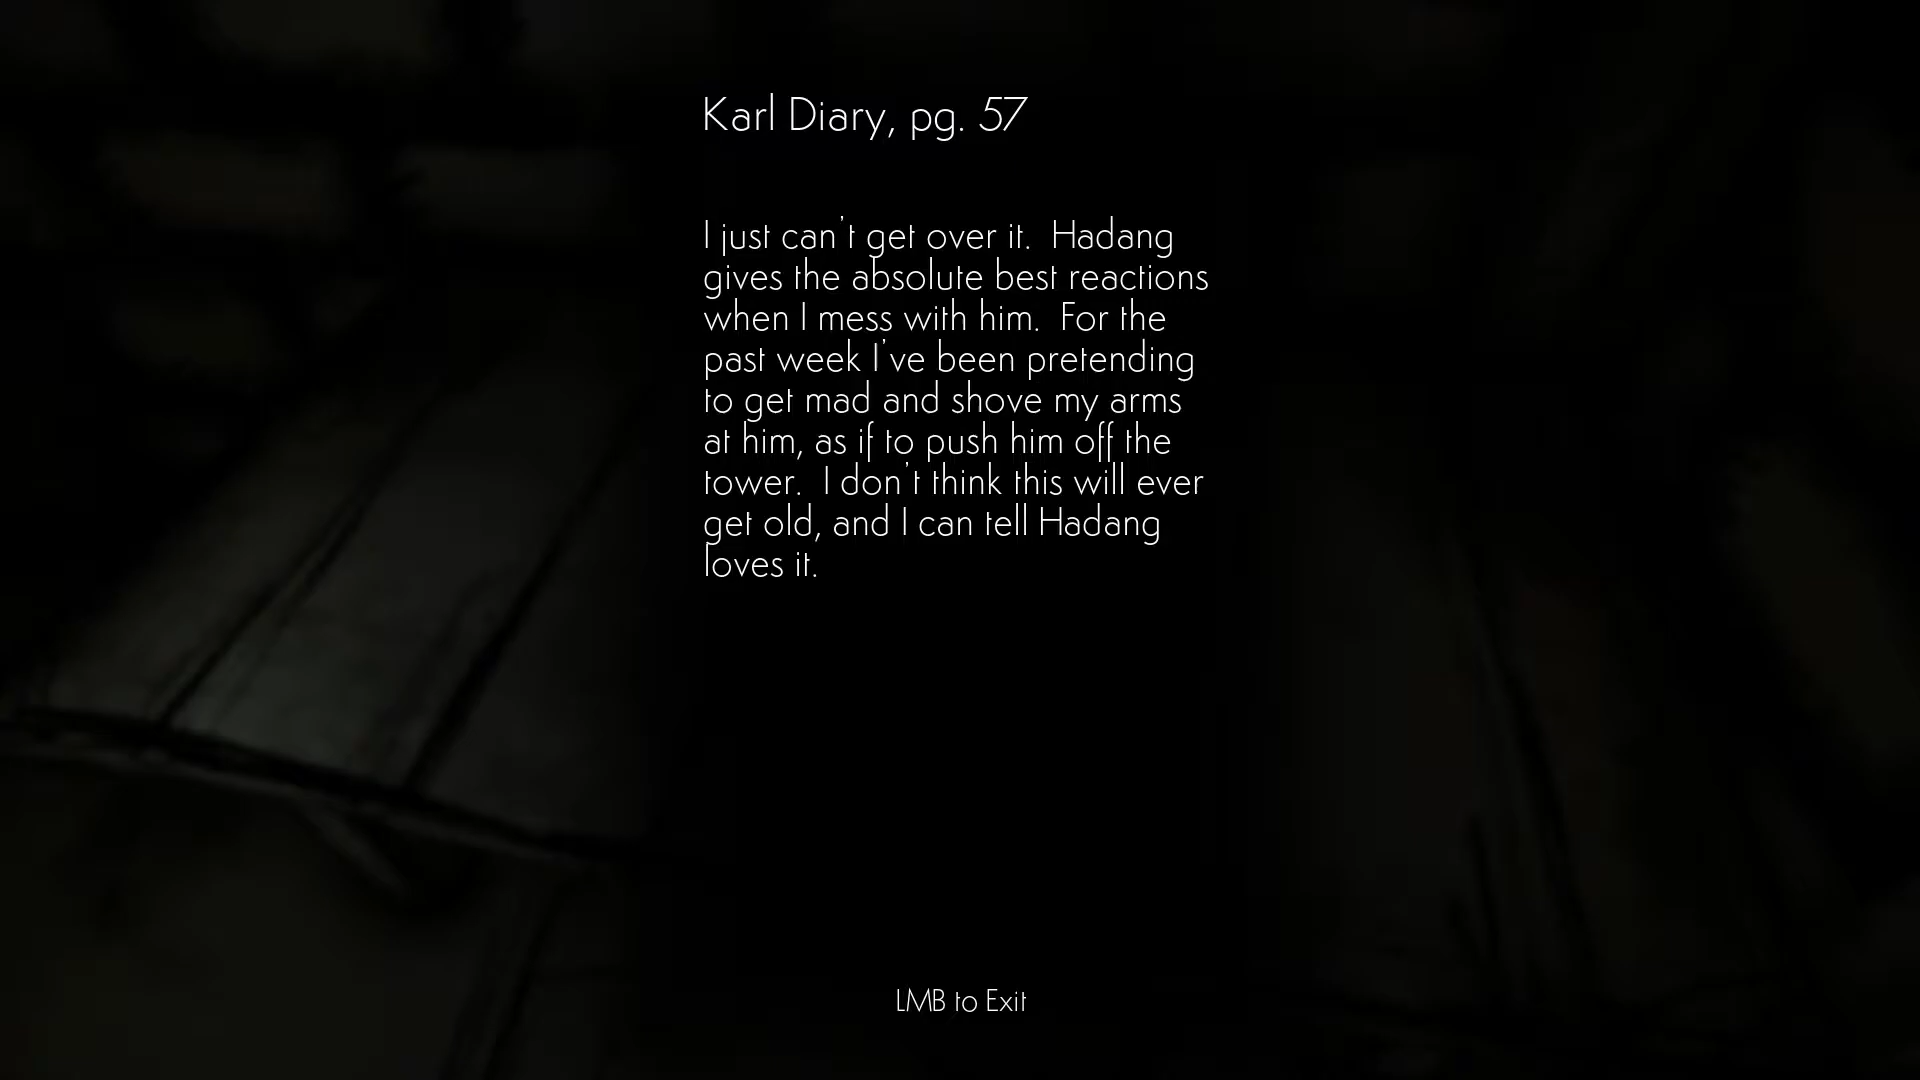 Karl Diary, pg. 57
I just can't get over it.  Hadang
gives the absolute best reactions
when I mess with him.  For the
past week I've been pretending
to get mad and shove my arms
at him, as if to push him off the
tower.  I don't think this will ever
get old, and I can tell Hadang
loves it.
LMB to Exit